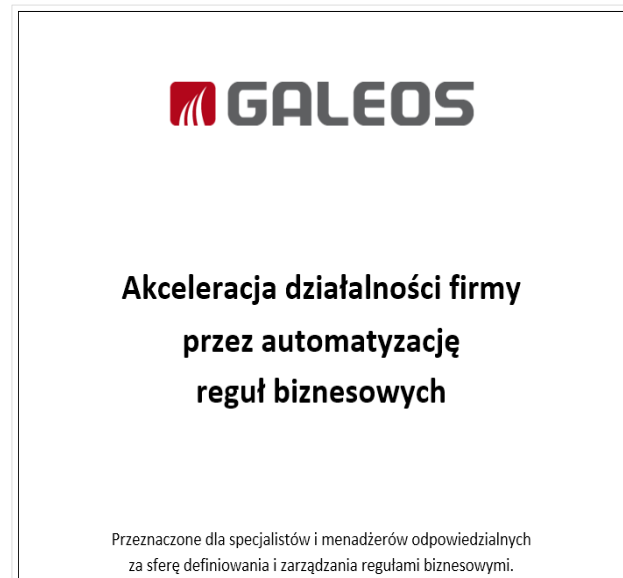 GALEOS
Akceleracja działalności firmy
przez automatyzację
reguł biznesowych
Przeznaczone dla specjalistów i menadżerów odpowiedzialnych
za sferę definiowania i zarządzania regułami biznesowymi.